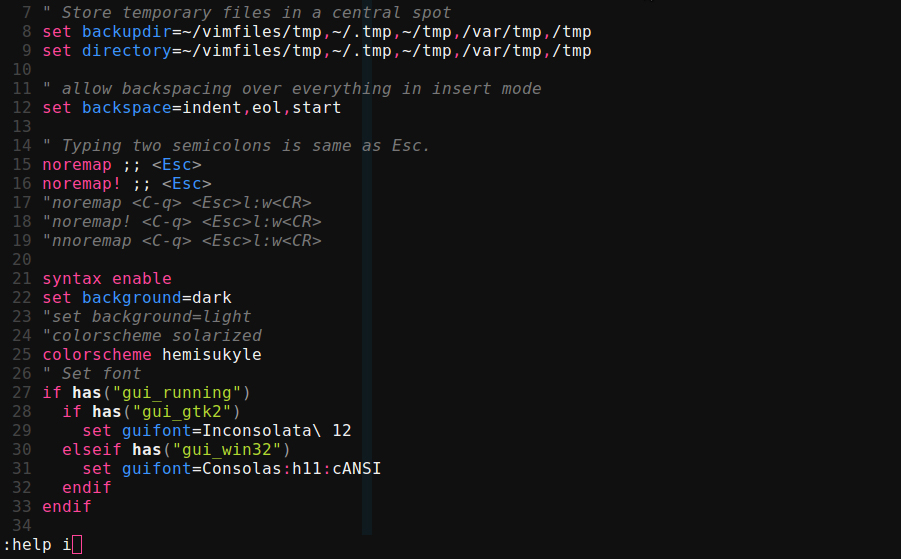 7 " Store temporary files in a central spot
8 set backupdir=~/vimfiles/tmp,~/.tmp,~/tmp,/var/tmp,/tmp
9 set directory=~/vimfiles/tmp,~/.tmp,~/tmp,/var/tmp,/tmp
10
11 " allow backspacing over everything in insert mode
12 set backspace=indent,eol,start
13
14 " Typing two semicolons is same as Esc.
15 noremap ;; <Esc>
16 noremap! ;; <Esc>
17 "noremap <C-q> <Esc>l:w<CR>
18 "noremap! <C-q> <Esc>l:w<CR>
19 "nnoremap <C-q> <Esc>l:w<CR>
20
21 syntax enable
22 set background=dark
23 "set background=light
24 "colorscheme solarized
25 colorscheme hemisukyle
26 " Set font
27 if has("gui_running")
28   if has("gui_gtk2")
29     set guifont=Inconsolata\ 12
30   elseif has("gui_win32")
31     set guifont=Consolas:h11:cANSI
32   endif
33 endif
34
:help i